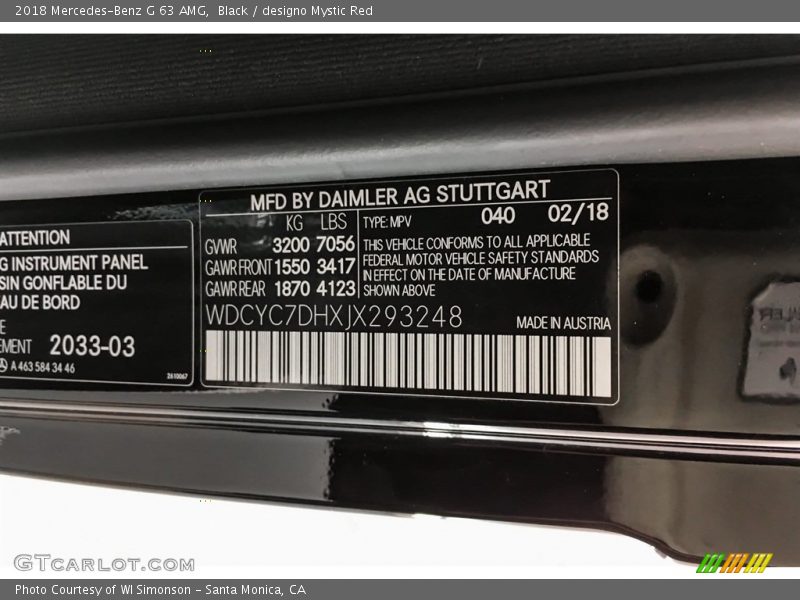 2018 Mercedes-Benz G 63 AMG, Black / designo Mystic Red
ATTENTION
G INSTRUMENT PANEL
SIN GONFLABLE DU
AU DE BORD
E
EMENT 2033-03
A 463 584 34 46
2610067
MFD BY DAIMLER AG STUTTGART
KG LBS
GVWR 3200 7056
GAWR FRONT 1550 3417
GAWR REAR 1870 4123
TYPE: MPV 040 02/18
THIS VEHICLE CONFORMS TO ALL APPLICABLE
FEDERAL MOTOR VEHICLE SAFETY STANDARDS
IN EFFECT ON THE DATE OF MANUFACTURE
SHOWN ABOVE
WDCYC7DHXJX293248
MADE IN AUSTRIA
GTCARLOT.COM
Photo Courtesy of WI Simonson - Santa Monica, CA